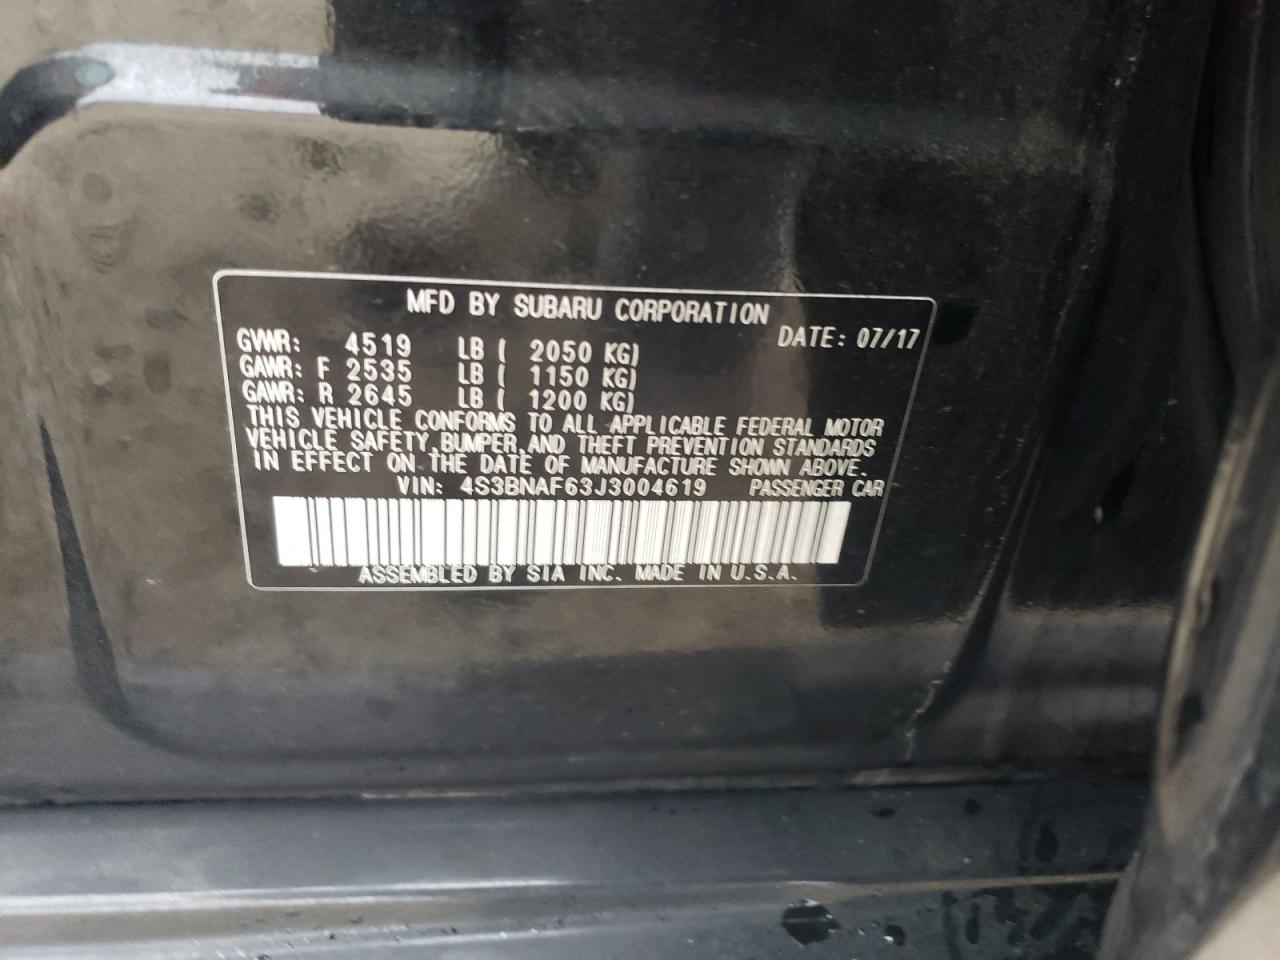 MFD BY SUBARU CORPORATION
DATE: 07/17
GVWR: 4519 LB ( 2050 KG)
GAWR: F 2535 LB ( 1150 KG)
GAWR: R 2645 LB ( 1200 KG)
THIS VEHICLE CONFORMS TO ALL APPLICABLE FEDERAL MOTOR
VEHICLE SAFETY,BUMPER,AND THEFT PREVENTION STANDARDS
IN EFFECT ON THE DATE OF MANUFACTURE SHOWN ABOVE.
VIN: 4S3BNAF63J3004619 PASSENGER CAR
ASSEMBLED BY SIA INC. MADE IN U.S.A.